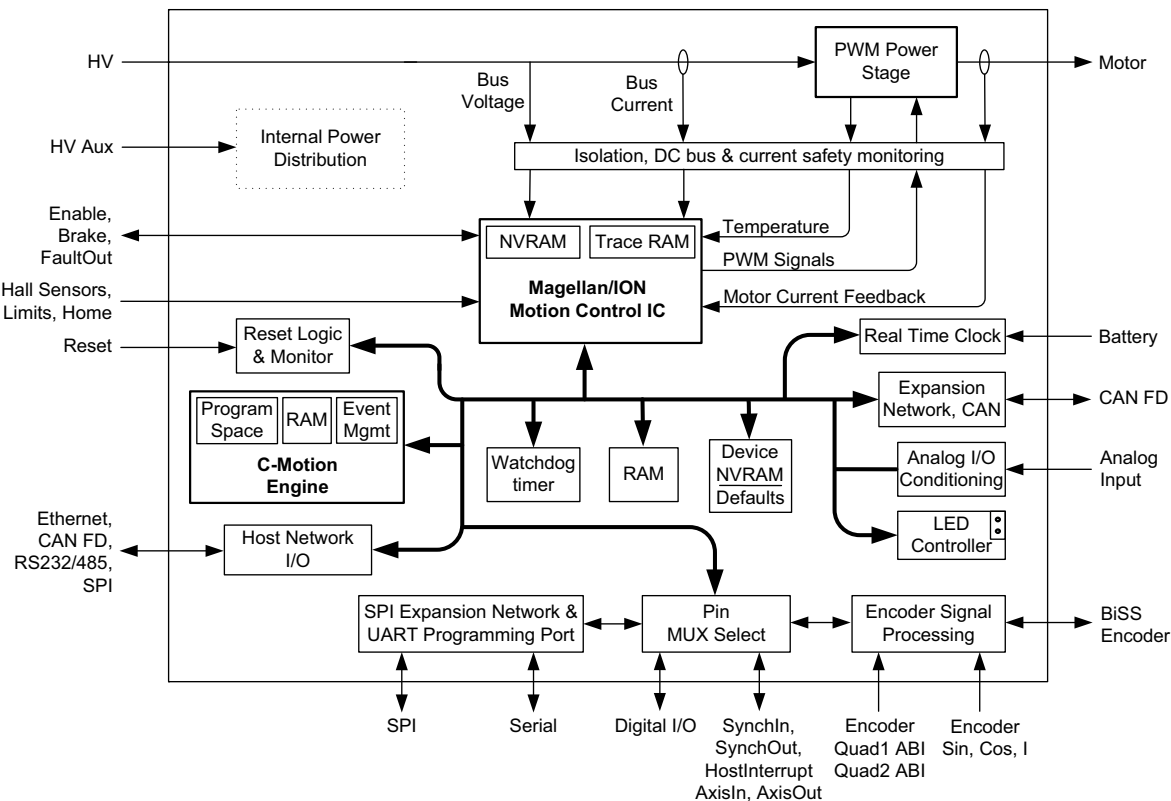 HV
Bus
Voltage
Bus
Current
PWM Power
Stage
Motor
HV Aux
Internal Power
Distribution
Isolation, DC bus & current safety monitoring
Enable,
Brake,
FaultOut
NVRAM
Trace RAM
Magellan/ION
Motion Control IC
Temperature
PWM Signals
Motor Current Feedback
Hall Sensors,
Limits, Home
Reset
Reset Logic
& Monitor
Real Time Clock
Battery
Program
Space
RAM
Event
Mgmt
C-Motion
Engine
Expansion
Network, CAN
CAN FD
Watchdog
timer
RAM
Device
NVRAM
Defaults
Analog I/O
Conditioning
Analog
Input
LED
Controller
Ethernet,
CAN FD,
RS232/485,
SPI
Host Network
I/O
SPI Expansion Network &
UART Programming Port
Pin
MUX Select
Encoder Signal
Processing
BiSS
Encoder
SPI
Serial
Digital I/O
SynchIn,
SynchOut,
HostInterrupt
AxisIn, AxisOut
Encoder
Quad1 ABI
Quad2 ABI
Encoder
Sin, Cos, I